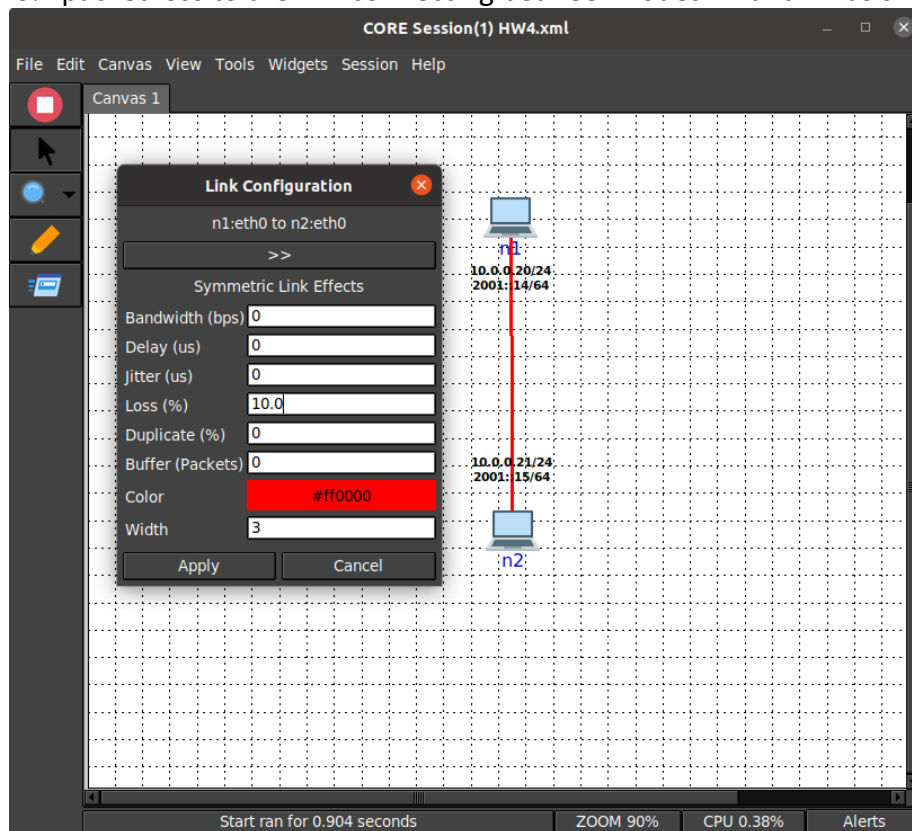 CORE Session(1) HW4.xml
File Edit Canvas View Tools Widgets Session Help
Canvas 1
Link Configuration
n1:eth0 to n2:eth0
>>
Symmetric Link Effects
Bandwidth (bps) 0
Delay (us) 0
Jitter (us) 0
Loss (%) 10.0
Duplicate (%) 0
Buffer (Packets) 0
Color #ff0000
Width 3
Apply Cancel
n1
10.0.0.20/24
2001::14/64
10.0.0.21/24
2001::15/64
n2
Start ran for 0.904 seconds ZOOM 90% CPU 0.38% Alerts